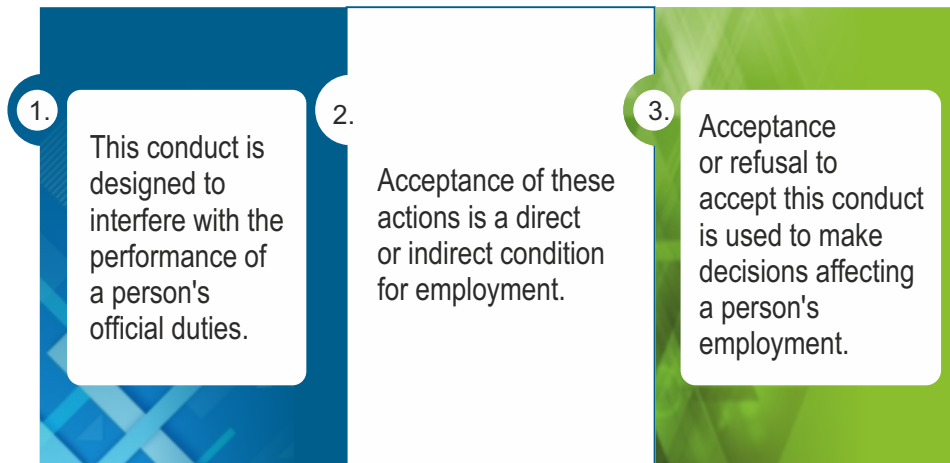 1.
This conduct is
designed to
interfere with the
performance of
a person's
official duties.
2.
Acceptance of these
actions is a direct
or indirect condition
for employment.
3.
Acceptance
or refusal to
accept this conduct
is used to make
decisions affecting
a person's
employment.